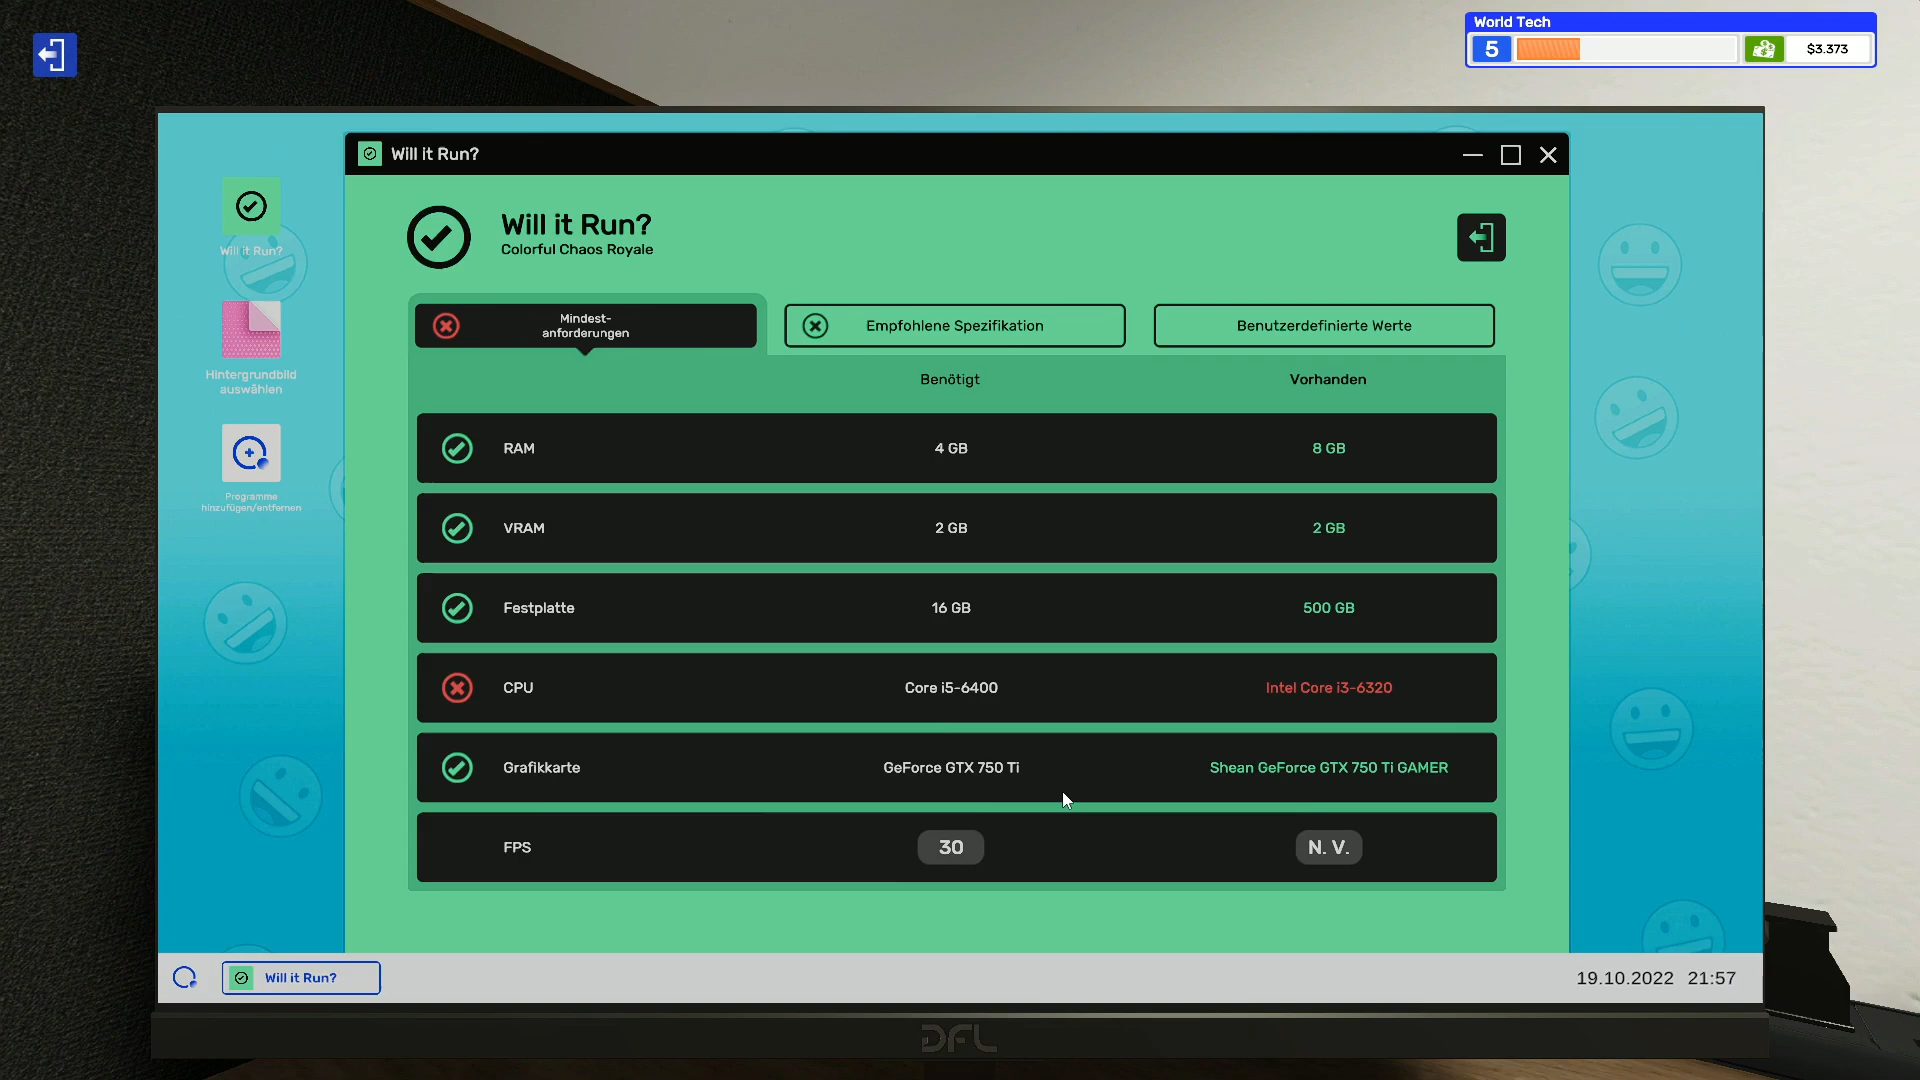 World Tech
5
$3.373
Will it Run?
Will it Run?
Colorful Chaos Royale
Will it Run?
Hintergrundbild
auswählen
Programme
hinzufügen/entfernen
Mindest-
anforderungen
Empfohlene Spezifikation
Benutzerdefinierte Werte
Benötigt
Vorhanden
RAM
4 GB
8 GB
VRAM
2 GB
2 GB
Festplatte
16 GB
500 GB
CPU
Core i5-6400
Intel Core i3-6320
Grafikkarte
GeForce GTX 750 Ti
Shean GeForce GTX 750 Ti GAMER
FPS
30
N. V.
Will it Run?
19.10.2022 21:57
DFL